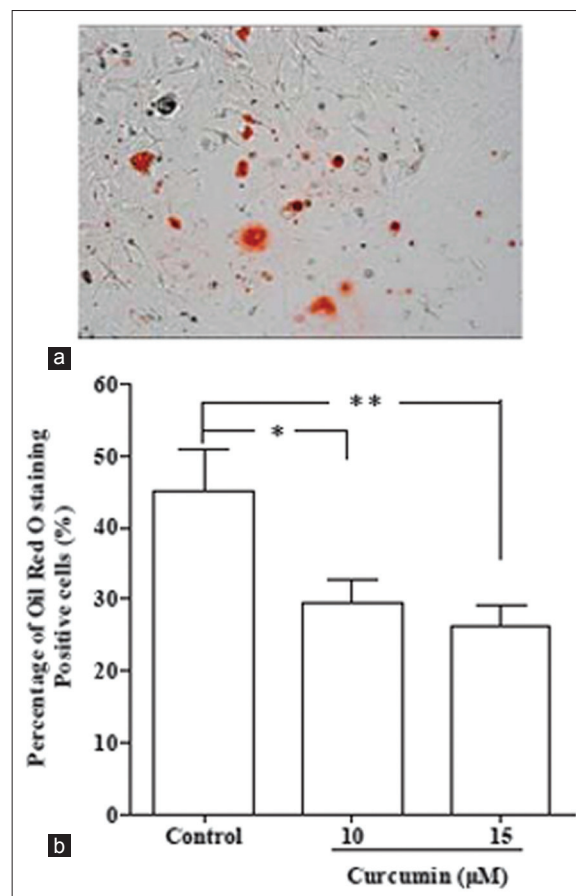 a
60
50
40
30
20
10
0
Percentage of Oil Red O staining
Positive cells (%)
*
**
Control
10
15
Curcumin (µM)
b